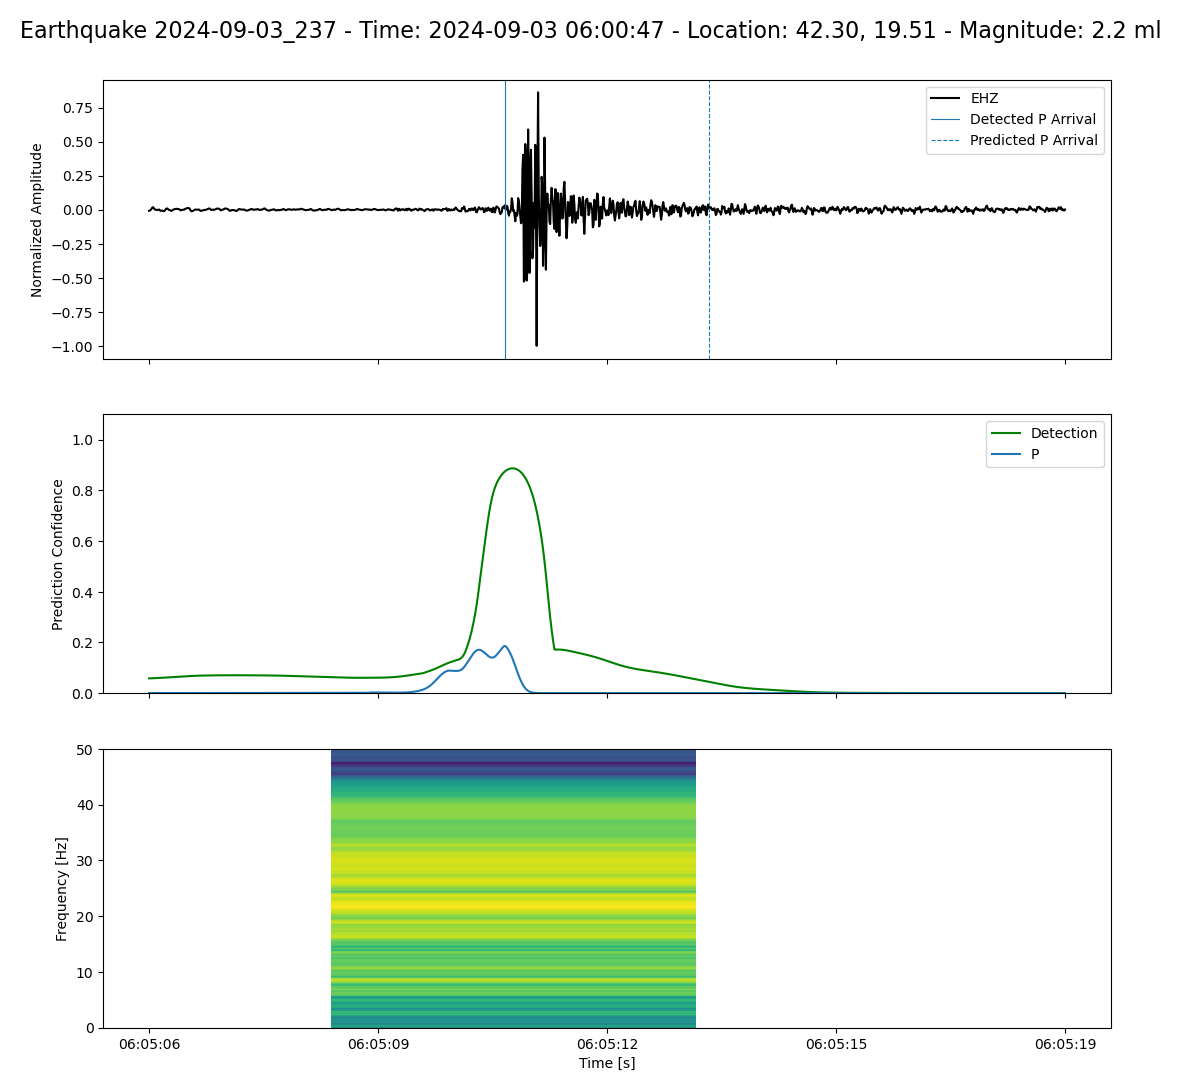 Earthquake 2024-09-03_237 - Time: 2024-09-03 06:00:47 - Location: 42.30, 19.51 - Magnitude: 2.2 ml
EHZ
Detected P Arrival
Predicted P Arrival
0.75
0.50
0.25
0.00
−0.25
−0.50
−0.75
−1.00
Normalized Amplitude
Detection
P
1.0
0.8
0.6
0.4
0.2
0.0
Prediction Confidence
50
40
30
20
10
0
Frequency [Hz]
06:05:06
06:05:09
06:05:12
06:05:15
06:05:19
Time [s]